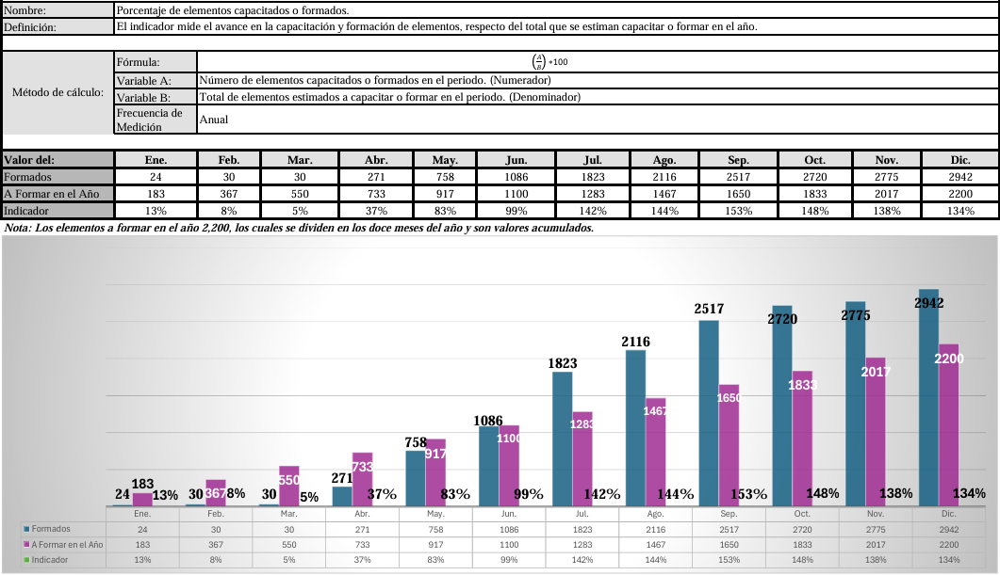 Nombre: Porcentaje de elementos capacitados o formados.
Definición: El indicador mide el avance en la capacitación y formación de elementos, respecto del total que se estiman capacitar o formar en el año.
Método de cálculo:
Fórmula: (A/B) *100
Variable A: Número de elementos capacitados o formados en el periodo. (Numerador)
Variable B: Total de elementos estimados a capacitar o formar en el periodo. (Denominador)
Frecuencia de
Medición Anual
Valor del: Ene. Feb. Mar. Abr. May. Jun. Jul. Ago. Sep. Oct. Nov. Dic.
Formados 24 30 30 271 758 1086 1823 2116 2517 2720 2775 2942
A Formar en el Año 183 367 550 733 917 1100 1283 1467 1650 1833 2017 2200
Indicador 13% 8% 5% 37% 83% 99% 142% 144% 153% 148% 138% 134%
Nota: Los elementos a formar en el año 2,200, los cuales se dividen en los doce meses del año y son valores acumulados.
24 30 30 271 758 1086 1823 2116 2517 2720 2775 2942
183 367 550 733 917 1100 1283 1467 1650 1833 2017 2200
13% 8% 5% 37% 83% 99% 142% 144% 153% 148% 138% 134%
Ene. Feb. Mar. Abr. May. Jun. Jul. Ago. Sep. Oct. Nov. Dic.
Formados 24 30 30 271 758 1086 1823 2116 2517 2720 2775 2942
A Formar en el Año 183 367 550 733 917 1100 1283 1467 1650 1833 2017 2200
Indicador 13% 8% 5% 37% 83% 99% 142% 144% 153% 148% 138% 134%